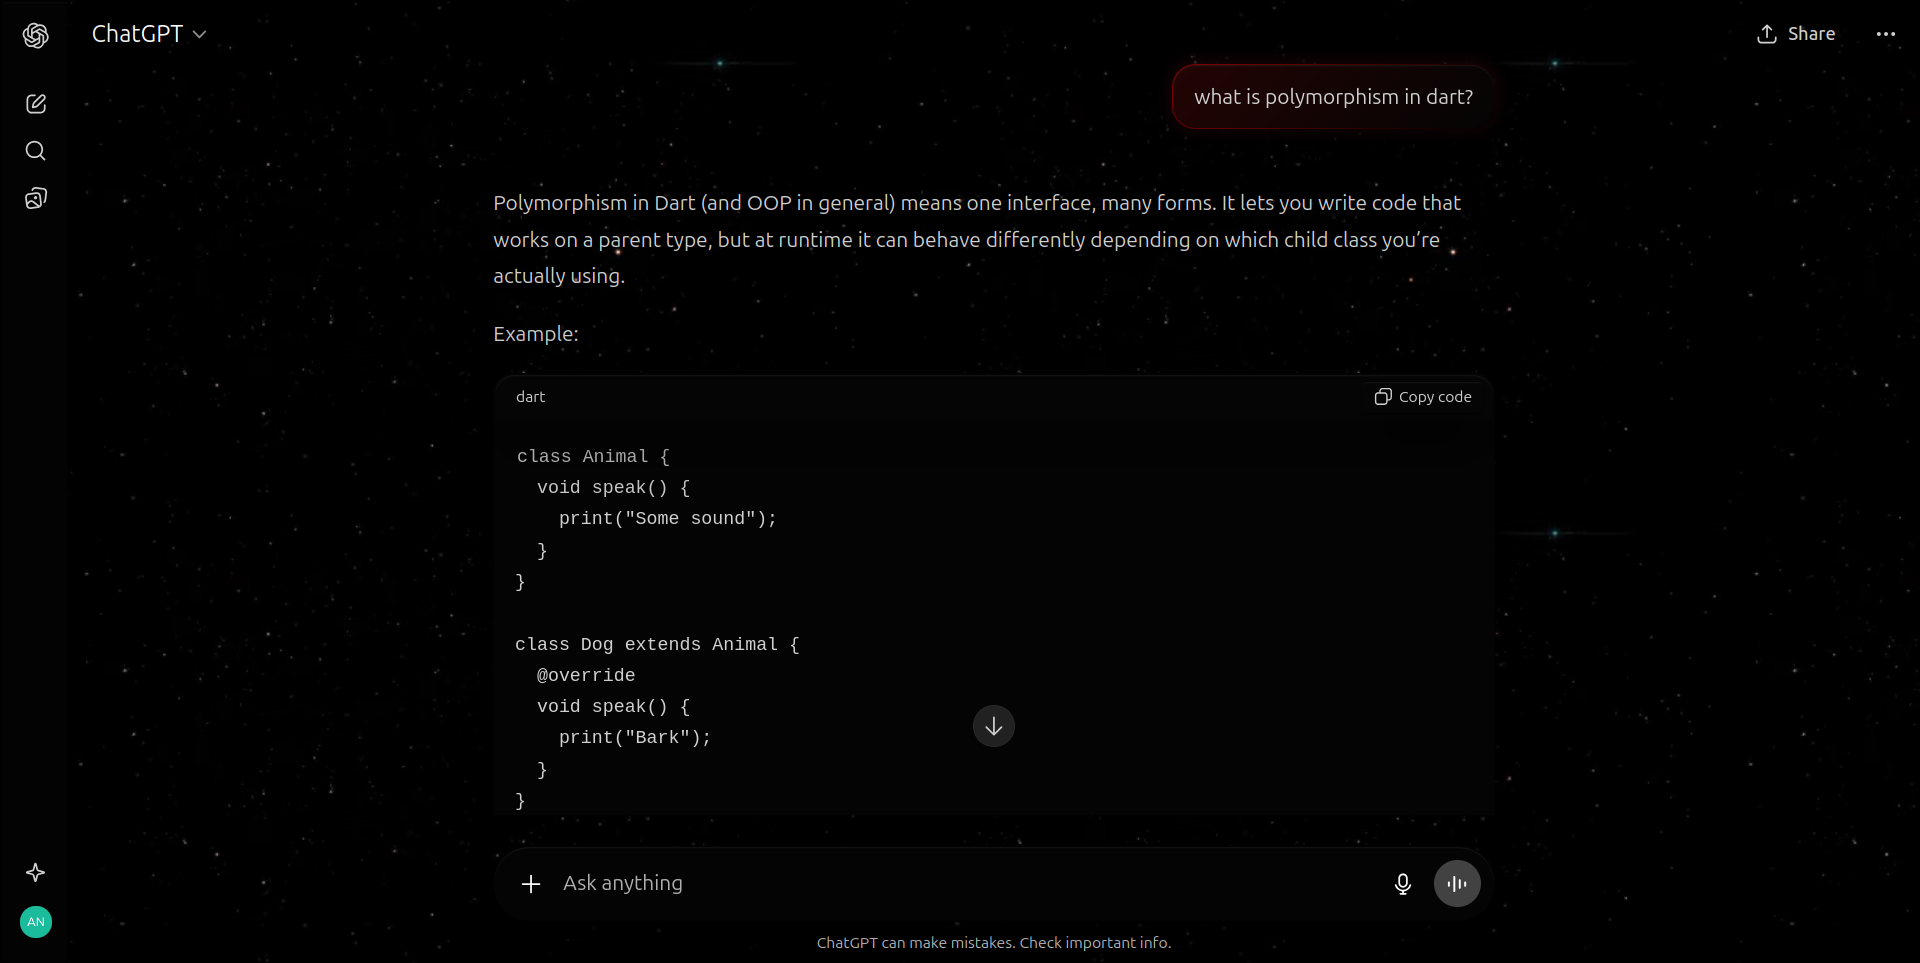 ChatGPT
Share
what is polymorphism in dart?
Polymorphism in Dart (and OOP in general) means one interface, many forms. It lets you write code that
works on a parent type, but at runtime it can behave differently depending on which child class you’re
actually using.
Example:
dart
Copy code
class Animal {
  void speak() {
    print("Some sound");
  }
}
class Dog extends Animal {
  @override
  void speak() {
    print("Bark");
  }
}
Ask anything
AN
ChatGPT can make mistakes. Check important info.